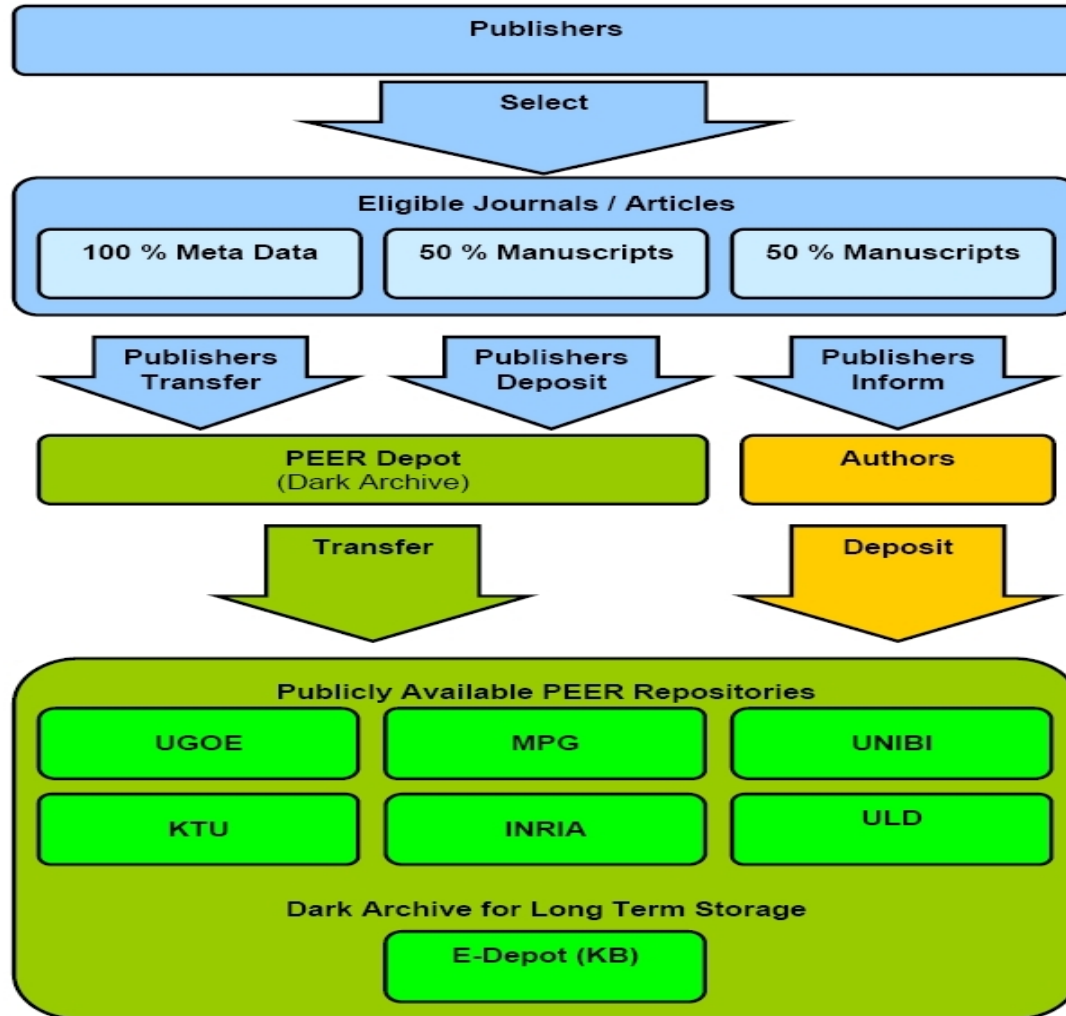 Publishers
Select
Eligible Journals / Articles
100 % Meta Data
50 % Manuscripts
50 % Manuscripts
Publishers
Transfer
Publishers
Deposit
Publishers
Inform
PEER Depot
(Dark Archive)
Authors
Transfer
Deposit
Publicly Available PEER Repositories
UGOE
MPG
UNIBI
KTU
INRIA
ULD
Dark Archive for Long Term Storage
E-Depot (KB)